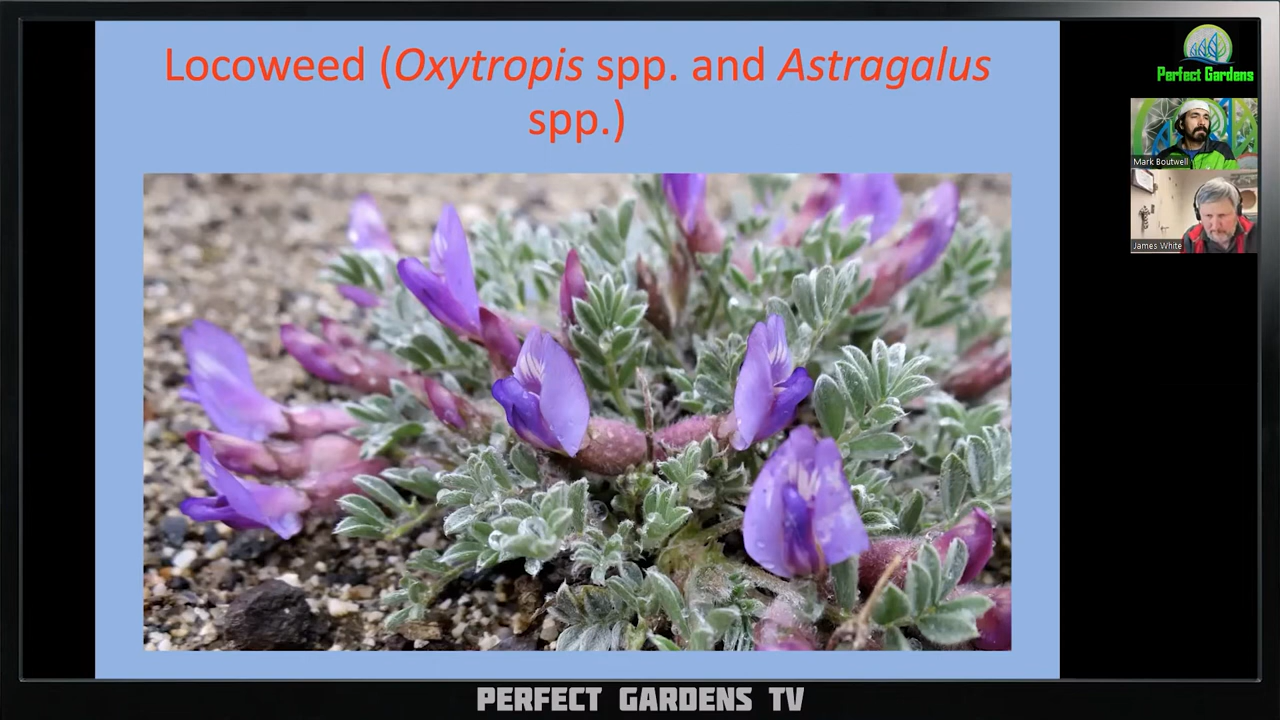 Locoweed (Oxytropis spp. and Astragalus
spp.)
Perfect Gardens
Mark Boutwell
James White
PERFECT GARDENS TV